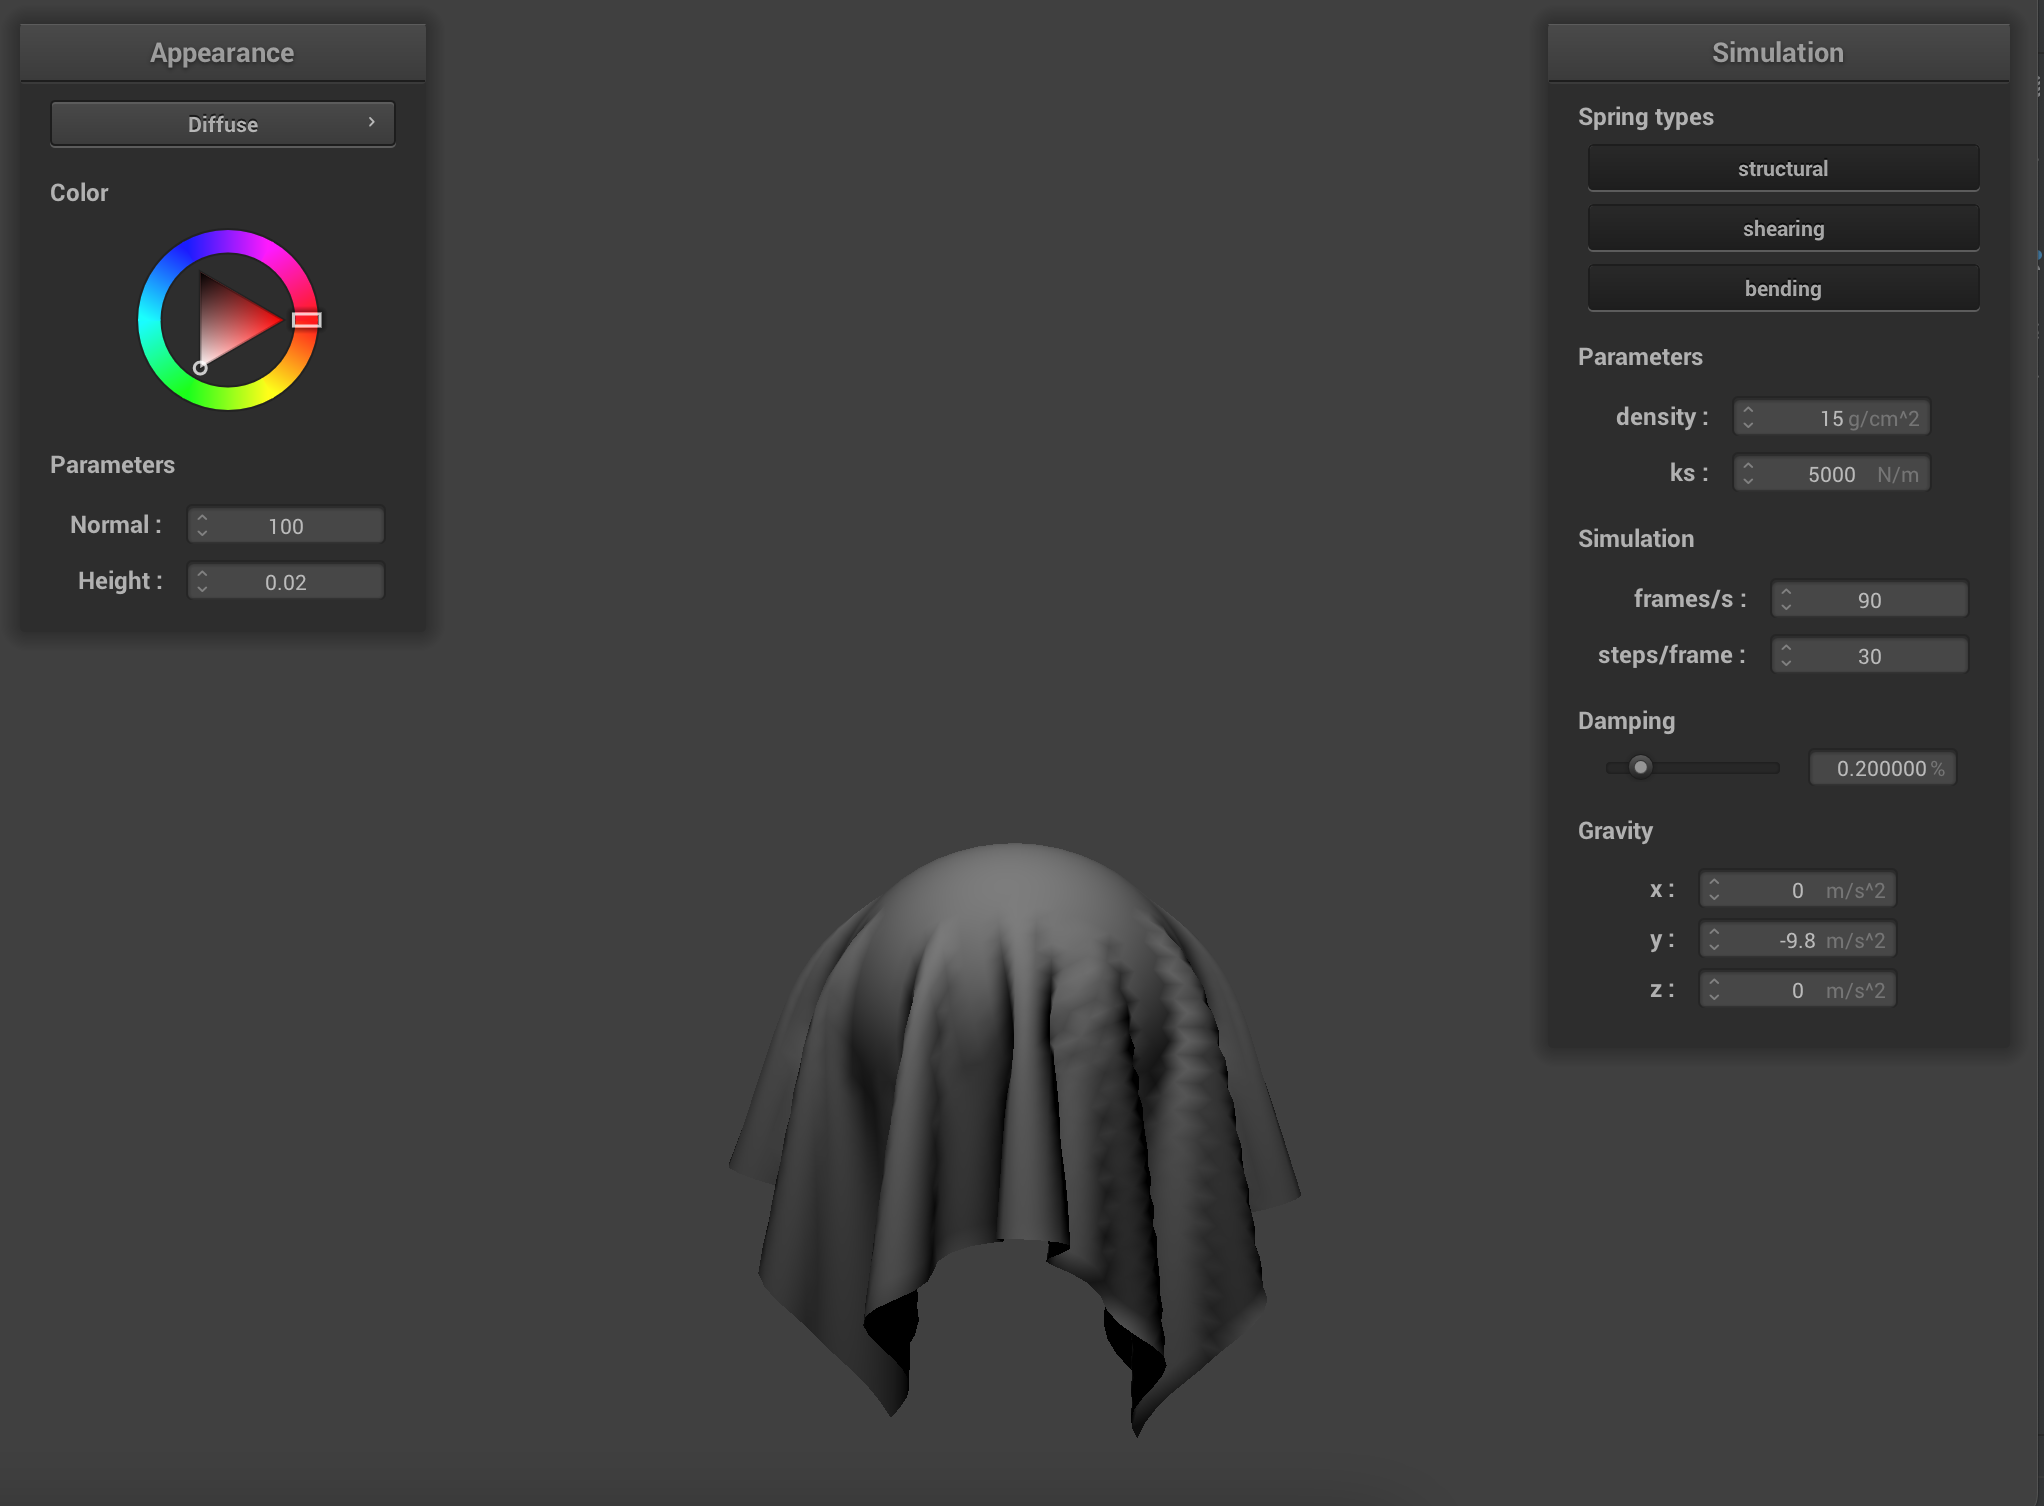 Appearance
Diffuse
Color
Parameters
Normal : 100
Height : 0.02
Simulation
Spring types
structural
shearing
bending
Parameters
density : 15 g/cm^2
ks : 5000 N/m
Simulation
frames/s : 90
steps/frame : 30
Damping
0.200000 %
Gravity
x : 0 m/s^2
y : -9.8 m/s^2
z : 0 m/s^2